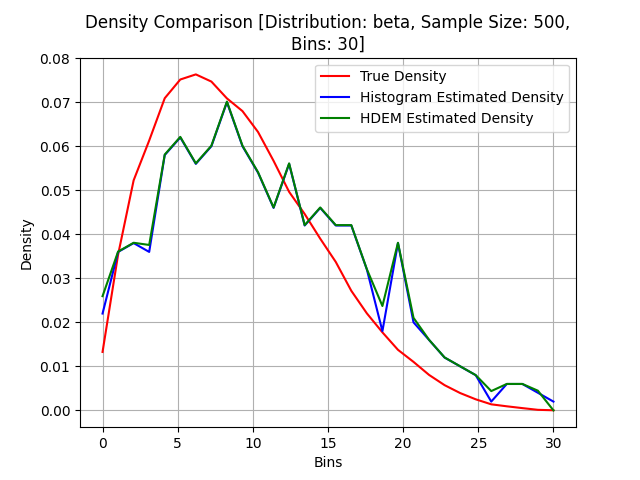 Density Comparison [Distribution: beta, Sample Size: 500,
Bins: 30]
True Density
Histogram Estimated Density
HDEM Estimated Density
Density
0.08
0.07
0.06
0.05
0.04
0.03
0.02
0.01
0.00
0
5
10
15
20
25
30
Bins